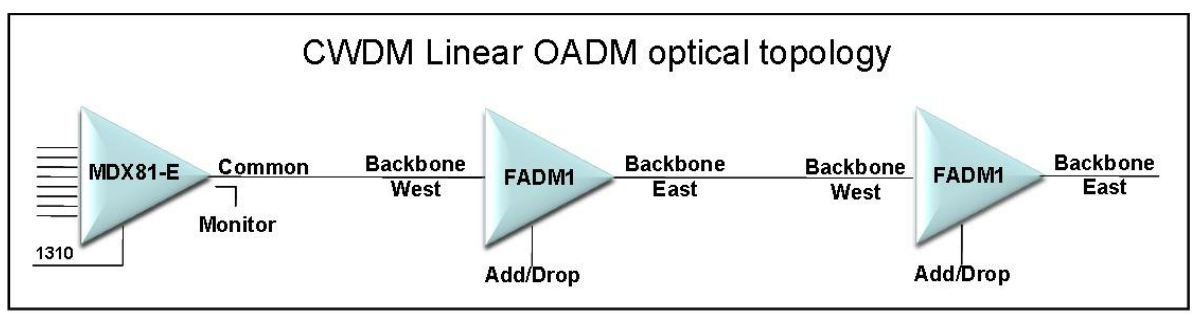 CWDM Linear OADM optical topology
MDX81-E
Common
Monitor
1310
Backbone
West
FADM1
Add/Drop
Backbone
East
Backbone
West
FADM1
Add/Drop
Backbone
East